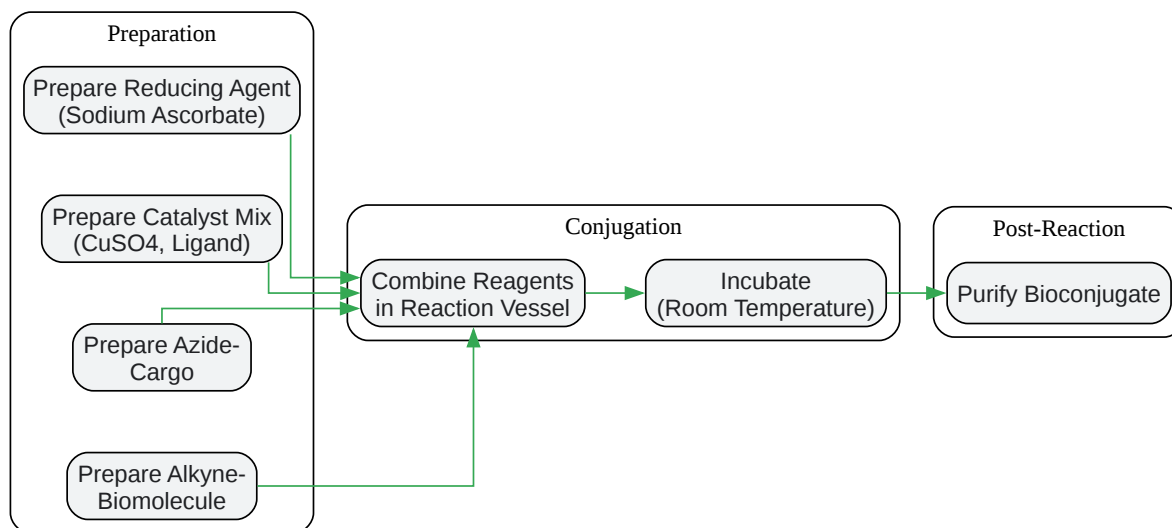 Preparation
Prepare Reducing Agent
(Sodium Ascorbate)
Prepare Catalyst Mix
(CuSO4, Ligand)
Prepare Azide-
Cargo
Prepare Alkyne-
Biomolecule
Conjugation
Combine Reagents
in Reaction Vessel
Incubate
(Room Temperature)
Post-Reaction
Purify Bioconjugate